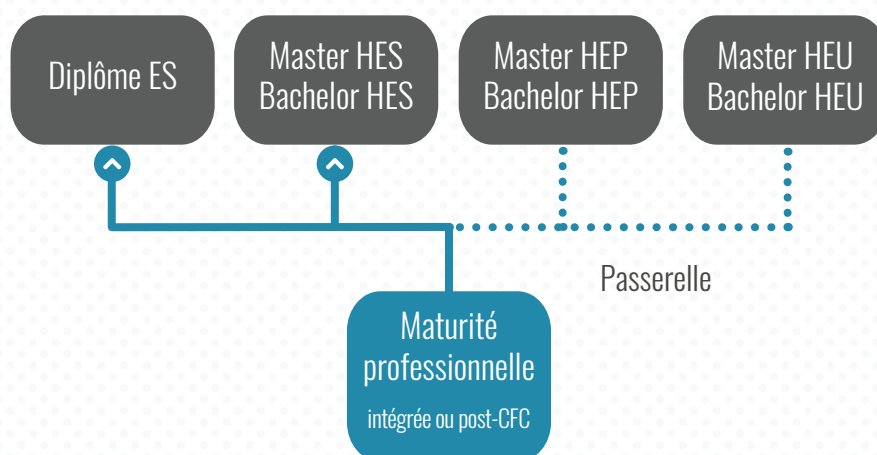 Diplôme ES
Master HES
Bachelor HES
Master HEP
Bachelor HEP
Master HEU
Bachelor HEU
Passerelle
Maturité
professionnelle
intégrée ou post-CFC